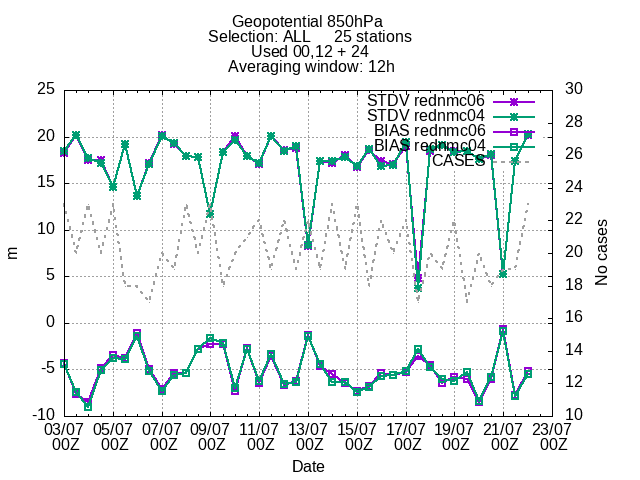 Geopotential 850hPa
Selection: ALL 25 stations
Used 00,12 + 24
Averaging window: 12h
25 30
STDV rednmc06
28
STDV rednmc04
20 BIAS rednmc06
26
BIAS rednmc04
CASES
15 24
22
10
m 20 No cases
5
18
0 16
14
-5
12
-10 10
03/07 05/07 07/07 09/07 11/07 13/07 15/07 17/07 19/07 21/07 23/07
00Z 00Z 00Z 00Z 00Z 00Z 00Z 00Z 00Z 00Z 00Z
Date